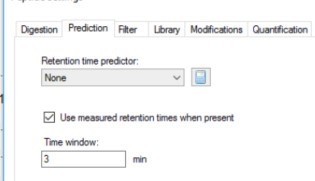 Digestion Prediction Filter Library Modifications Quantification
Retention time predictor:
None
Use measured retention times when present
Time window:
3 min